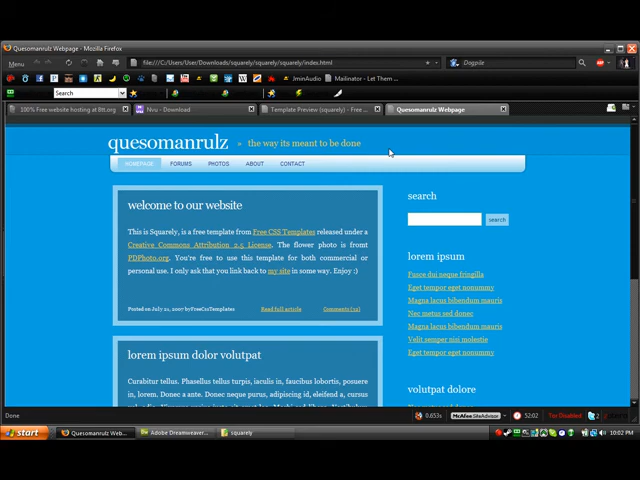 Quesomanrulz Webpage - Mozilla Firefox
Menu
file:///C:/Users/User/Downloads/squarely/squarely/squarely/index.html
Dogpile
JminAudio
Mailinator - Let Them ...
Search
100% Free website hosting at 8tt.org
Nvu - Download
Template Preview (squarely) - Free ...
Quesomanrulz Webpage
quesomanrulz » the way its meant to be done
HOMEPAGE FORUMS PHOTOS ABOUT CONTACT
welcome to our website
This is Squarely, is a free template from Free CSS Templates released under a
Creative Commons Attribution 2.5 License. The flower photo is fromt
PDPhoto.org. You're free to use this template for both commercial or
personal use. I only ask that you link back to my site in some way. Enjoy :)
Posted on July 21, 2007 byFreeCssTemplates
Read full article
lorem ipsum dolor volutpat
Curabitur tellus. Phasellus tellus turpis, iaculis in, faucibus lobortis, posuere
in, lorem. Donec a ante. Donec neque purus, adipiscing id, eleifend a, cursus
search
search
lorem ipsum
Fusce dui neque fringilla
Eget tempor eget nonummy
Magna lacus bibendum mauris
Nec metus sed donec
Magna lacus bibendum mauris
Velit semper nisi molestie
Eget tempor eget nonummy
volutpat dolore
Done
0.653s
McAfee SiteAdvisor
52:02
Tor Disabled
2
start
Quesomanrulz Web...
Adobe Dreamweaver...
squarely
10:02 PM